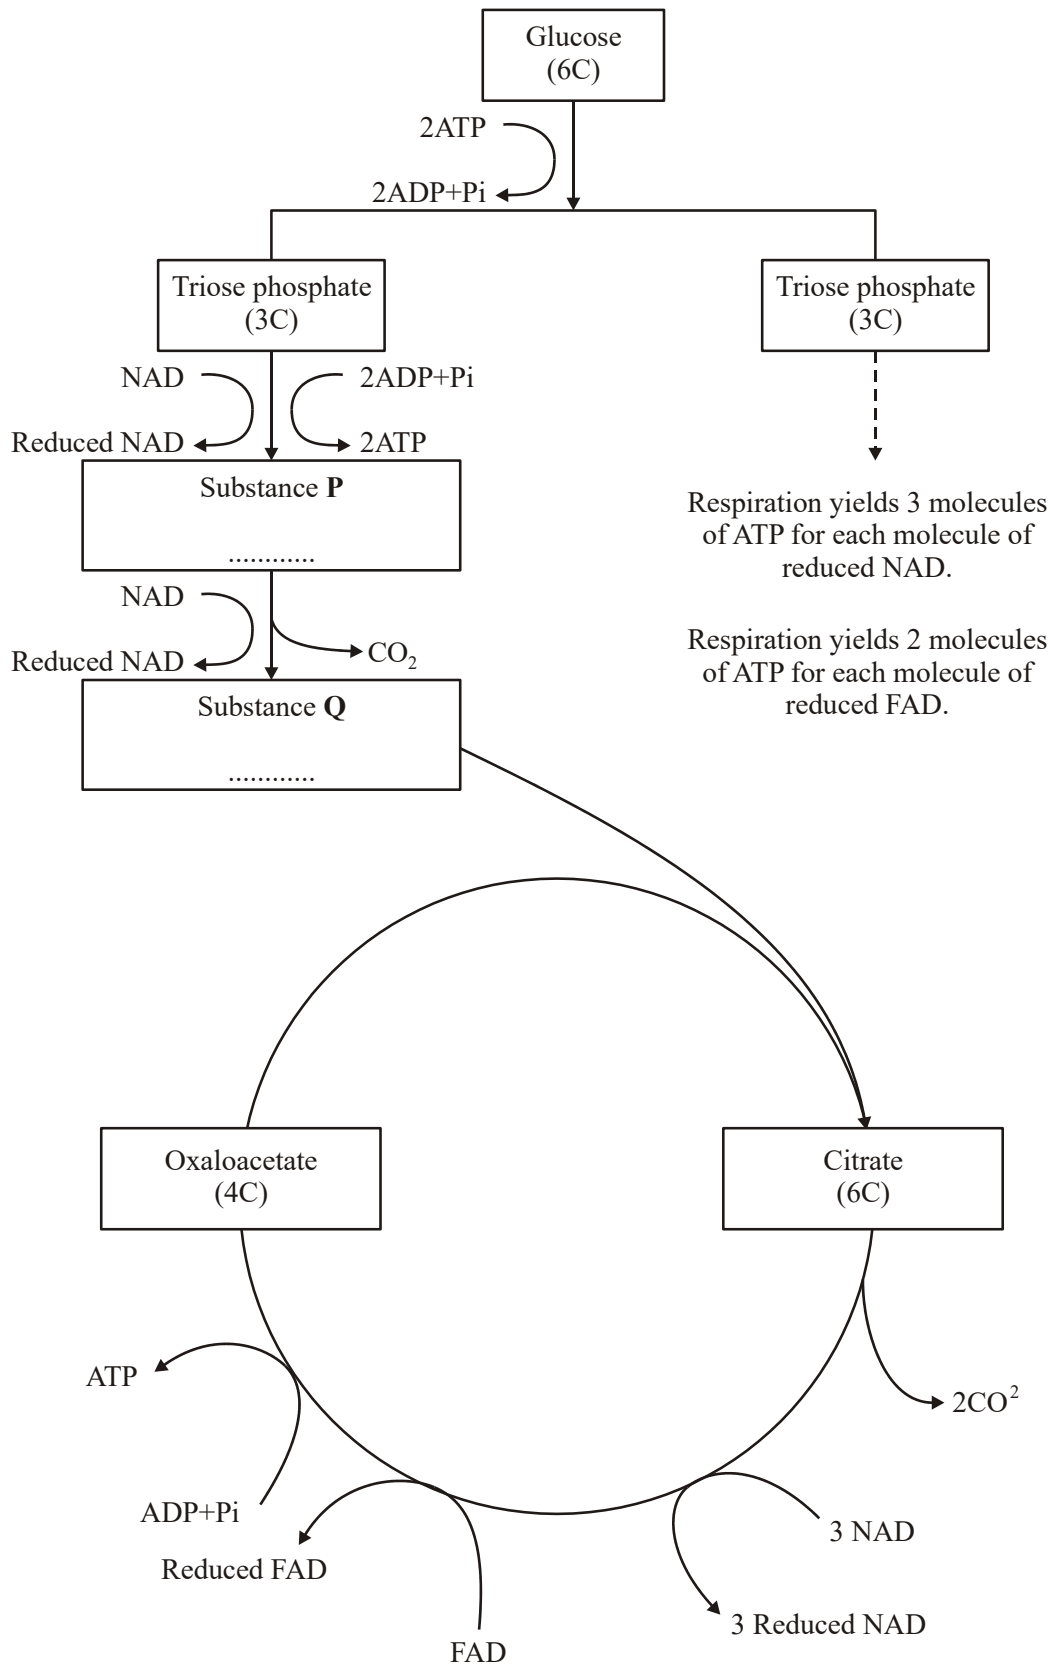 Glucose
(6C)
2ATP
2ADP+Pi
Triose phosphate
(3C)
Triose phosphate
(3C)
NAD
2ADP+Pi
Reduced NAD
2ATP
Substance P
............
Respiration yields 3 molecules
of ATP for each molecule of
reduced NAD.
NAD
Reduced NAD
CO₂
Respiration yields 2 molecules
of ATP for each molecule of
reduced FAD.
Substance Q
............
Oxaloacetate
(4C)
Citrate
(6C)
ATP
2CO²
ADP+Pi
3 NAD
Reduced FAD
3 Reduced NAD
FAD